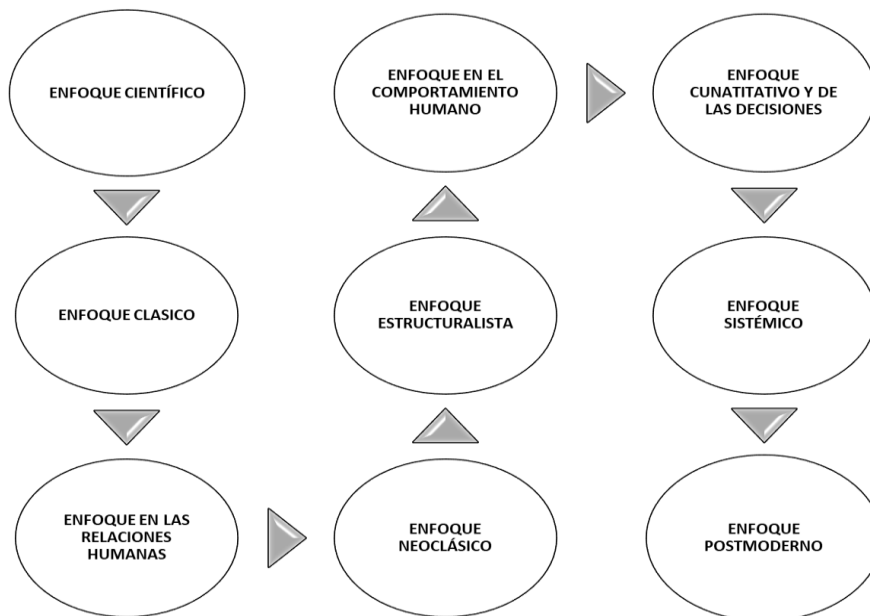 ENFOQUE CIENTÍFICO
ENFOQUE CLASICO
ENFOQUE EN LAS
RELACIONES
HUMANAS
ENFOQUE
NEOCLÁSICO
ENFOQUE
ESTRUCTURALISTA
ENFOQUE EN EL
COMPORTAMIENTO
HUMANO
ENFOQUE
CUNATITATIVO Y DE
LAS DECISIONES
ENFOQUE
SISTÉMICO
ENFOQUE
POSTMODERNO